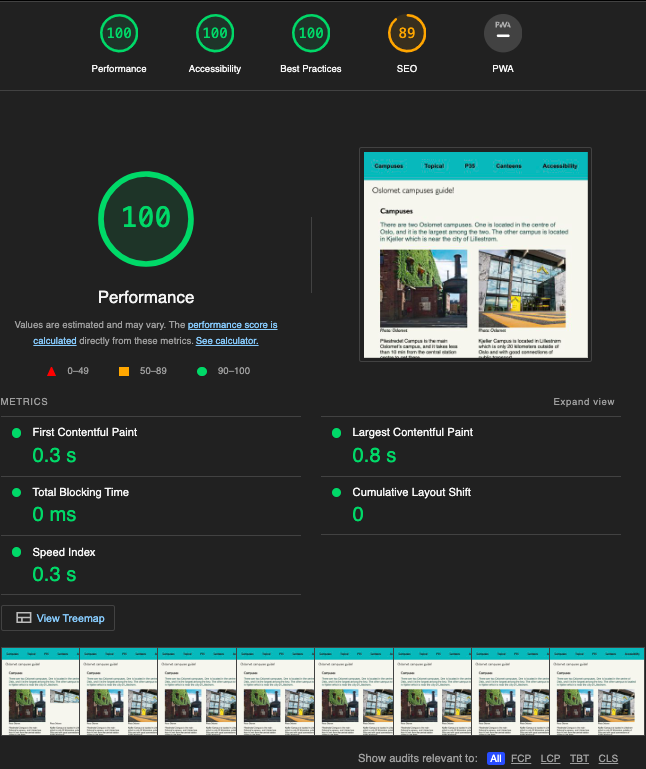 100
100
100
89
PWA
Performance
Accessibility
Best Practices
SEO
PWA
100
Performance
Values are estimated and may vary. The performance score is
calculated directly from these metrics. See calculator.
0–49
50–89
90–100
Campuses Topical P35 Canteens Accessibility
Oslomet campuses guide!
Campuses
There are two Oslomet campuses. One is located in the centre of
Oslo, and it is the largest among the two. The other campus is located
in Kjeller which is near the city of Lillestrøm.
Photo: Oslomet
Photo: Oslomet
Pilestredet Campus is the main
Oslomet's campus, and it takes less
than 10 min from the central station
Kjeller Campus is located in Lillestrøm
which is only 20 kilometers outside of
Oslo and with good connections of
METRICS
Expand view
First Contentful Paint
0.3 s
Largest Contentful Paint
0.8 s
Total Blocking Time
0 ms
Cumulative Layout Shift
0
Speed Index
0.3 s
View Treemap
Show audits relevant to: All FCP LCP TBT CLS